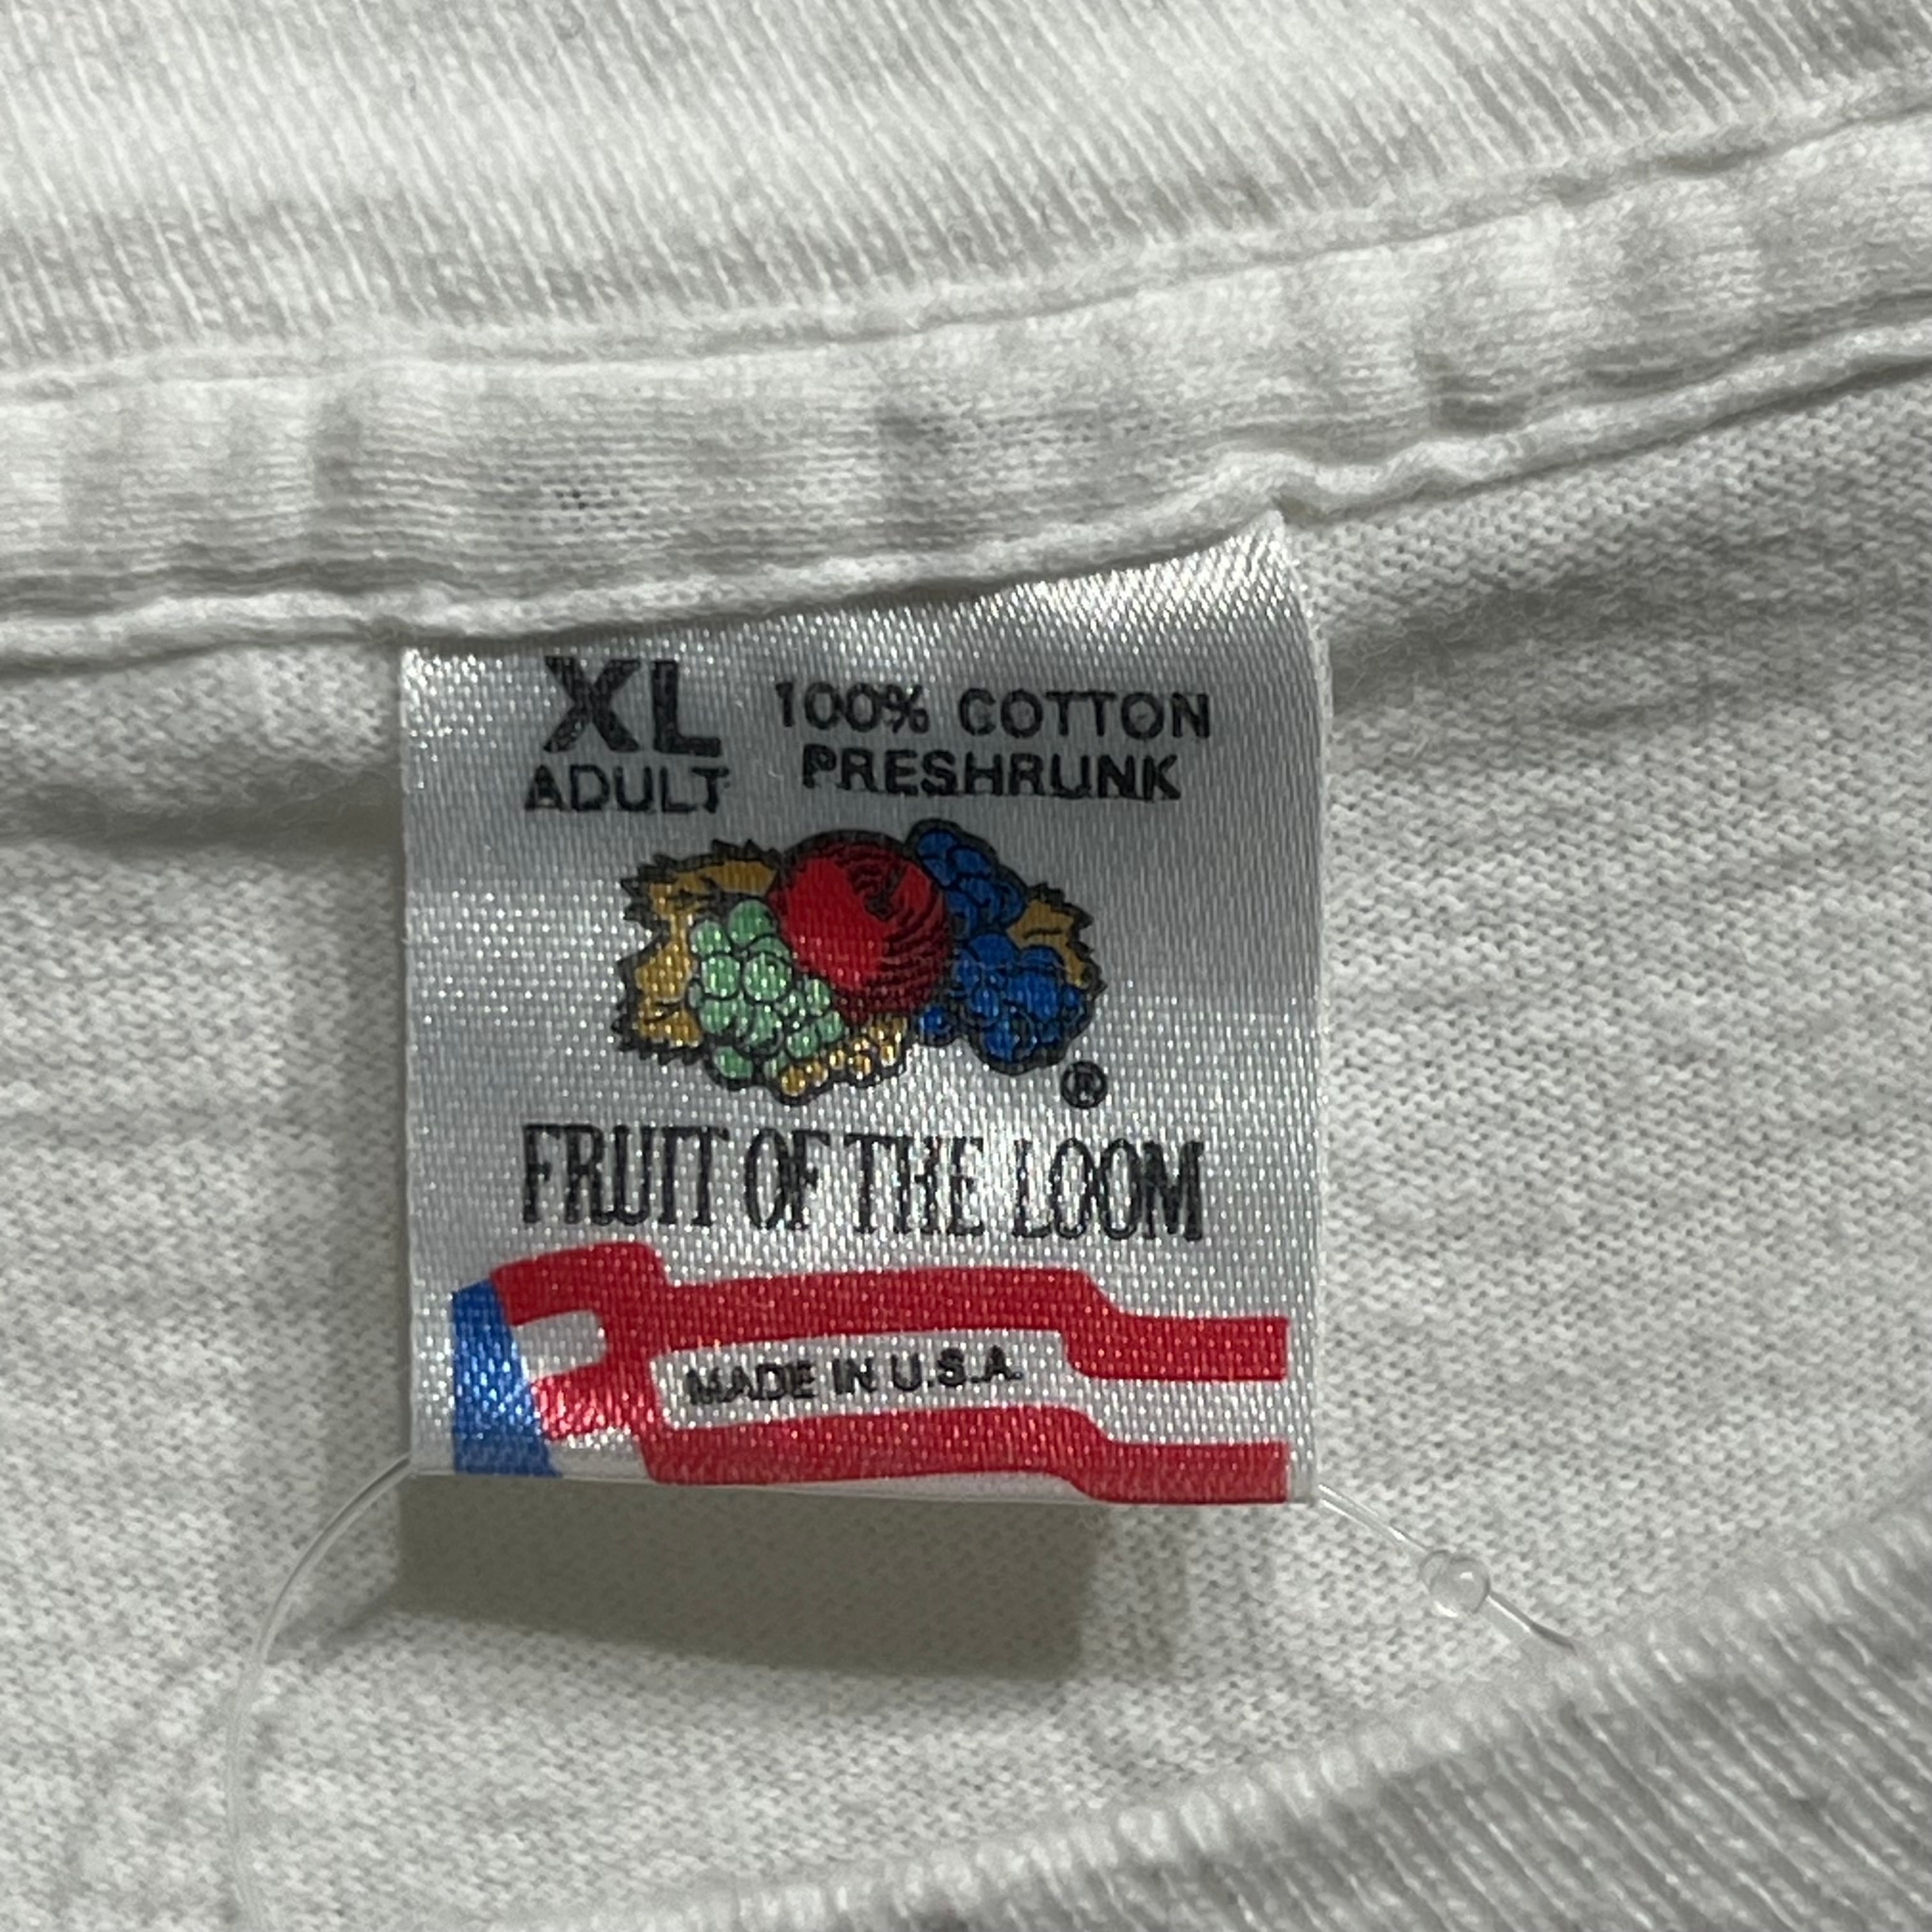 XL
ADULT
100% COTTON
PRESHRUNK
®
FRUIT OF THE LOOM
MADE IN U.S.A.